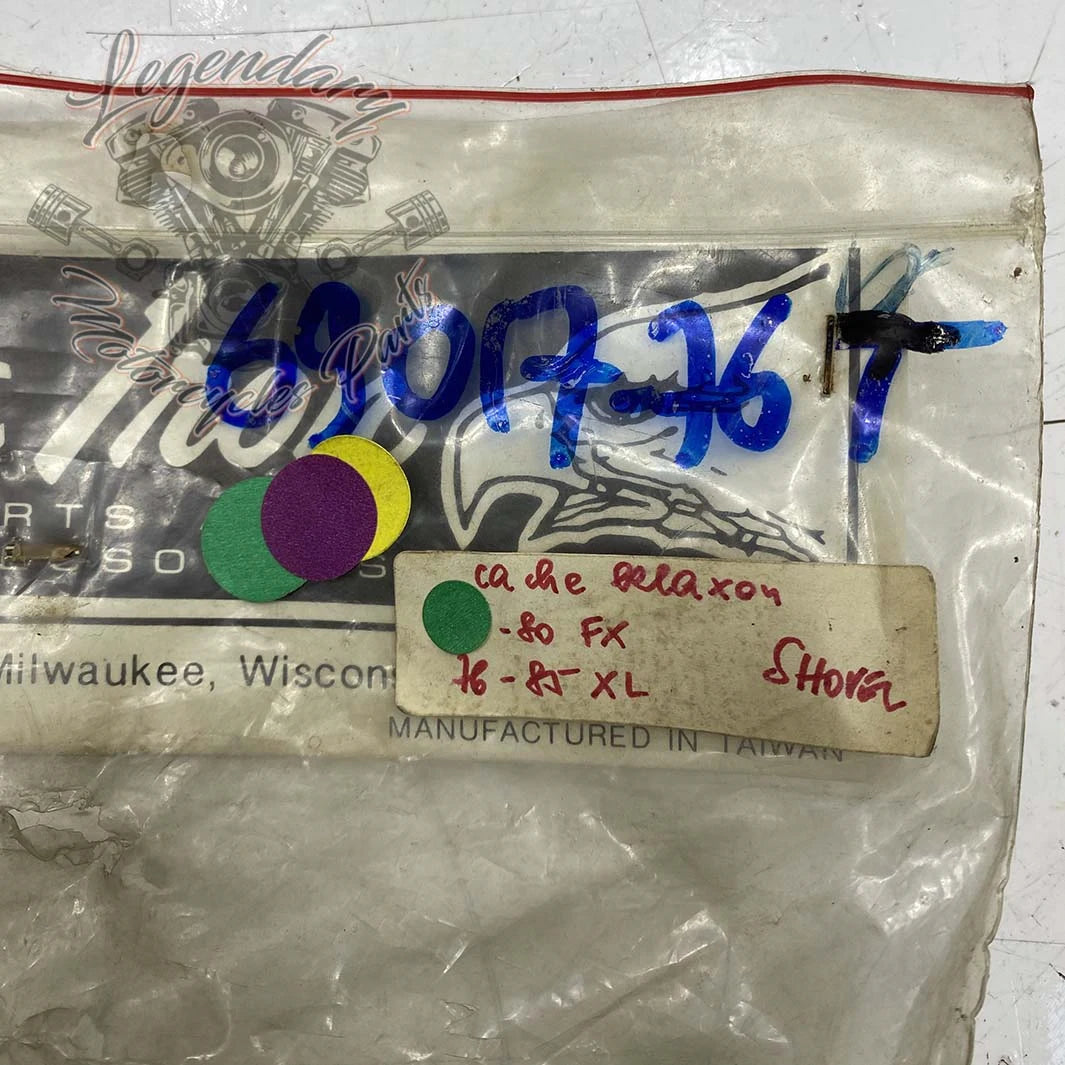 Legendary
Motorcycles Parts
69017-76T
RTS
cache klaxon
-80 FX
76-85 XL
SHOVEL
Milwaukee, Wiscons
MANUFACTURED IN TAIWAN